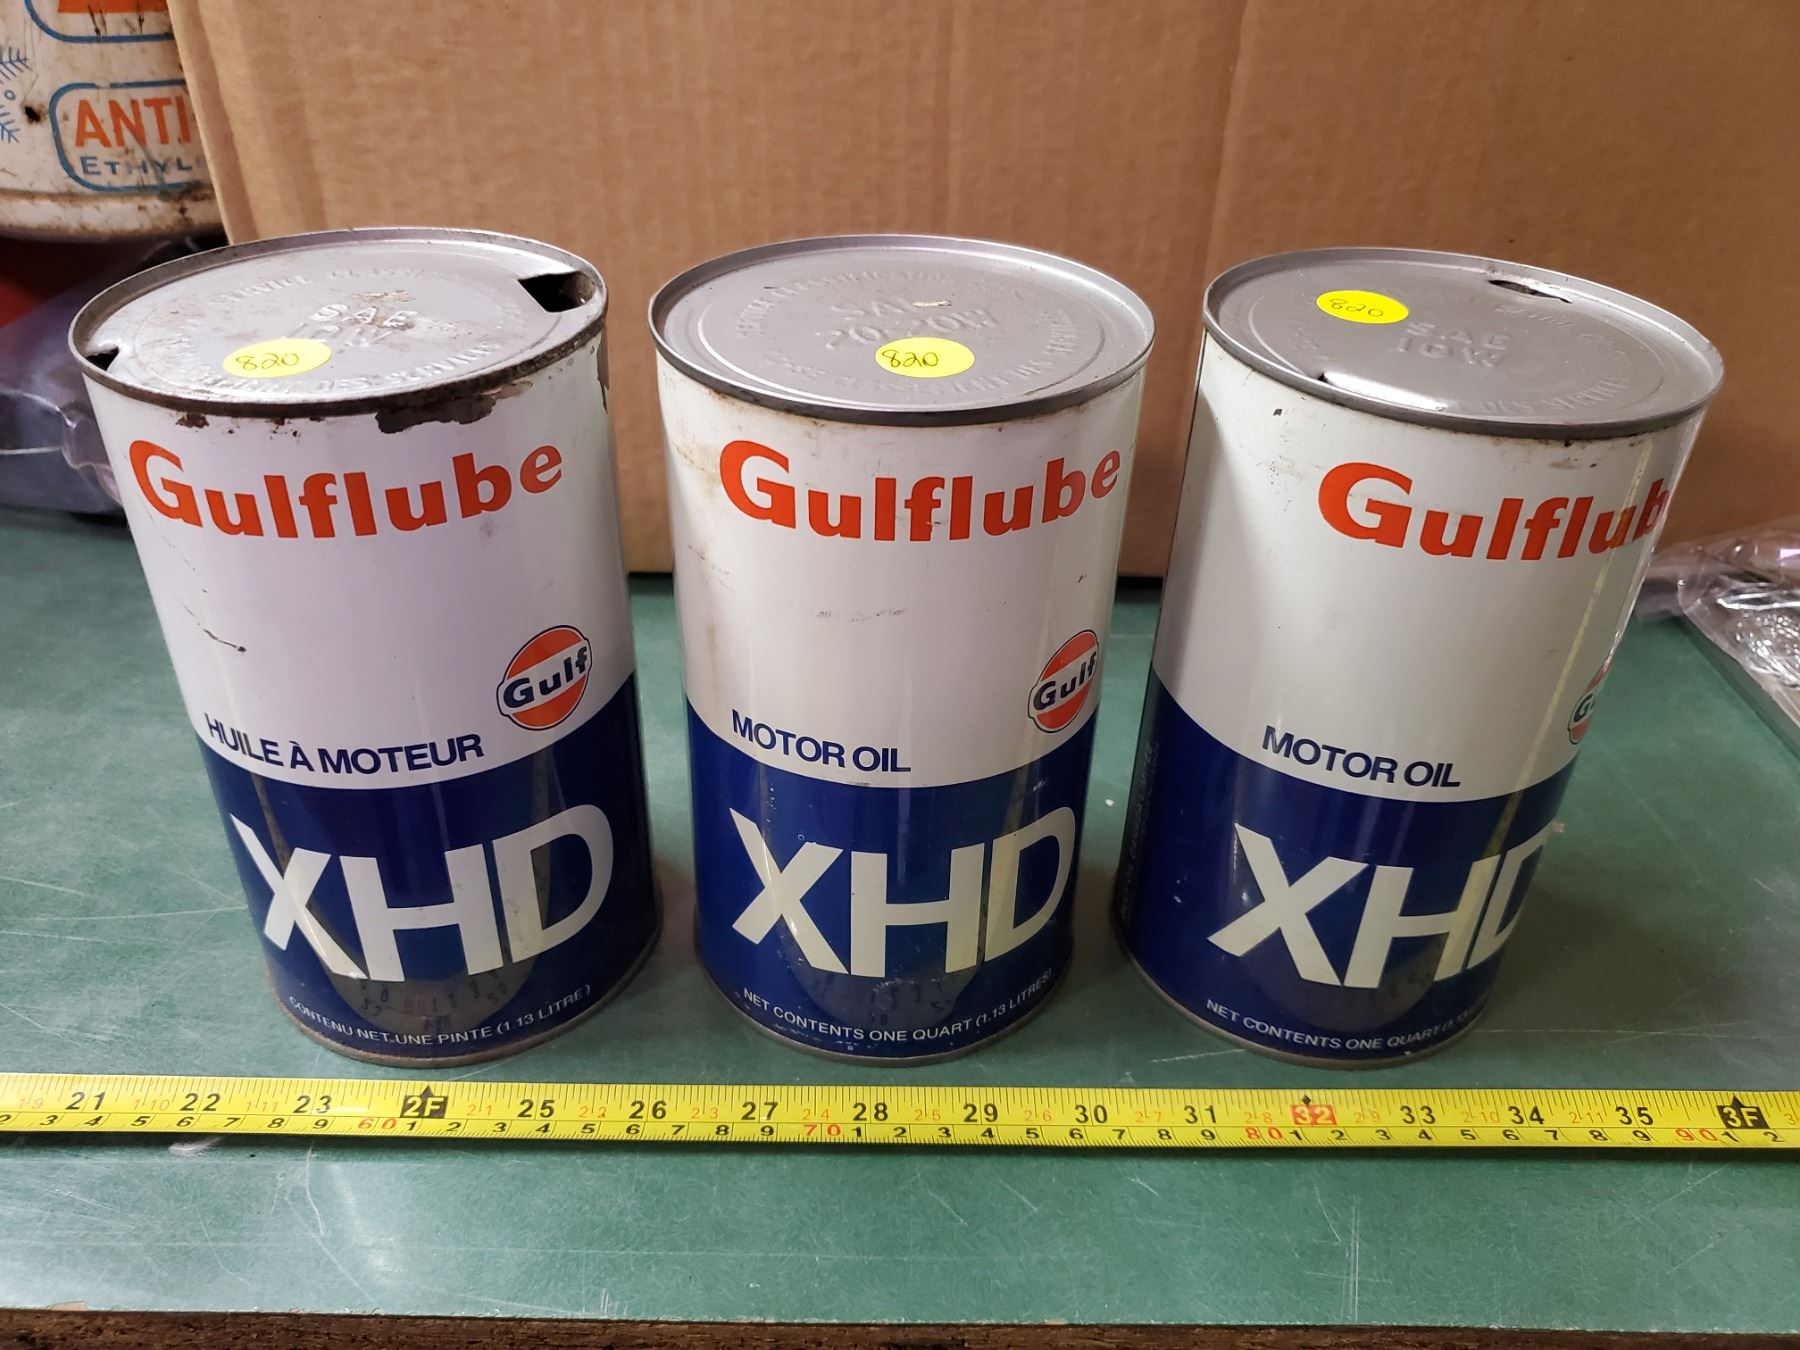 ANTI
ETHYL
SAE
10W
820
Gulflube
Gulf
HUILE À MOTEUR
XHD
CONTENU NET UNE PINTE (1.13 LITRE)
SAE
20-20W
820
Gulflube
Gulf
MOTOR OIL
XHD
NET CONTENTS ONE QUART (1.13 LITRES)
820
SAE
10W
Gulflub
MOTOR OIL
XHD
NET CONTENTS ONE QUART (1.13
21 22 23 2F 25 26 27 28 29 30 31 32 33 34 35 3F